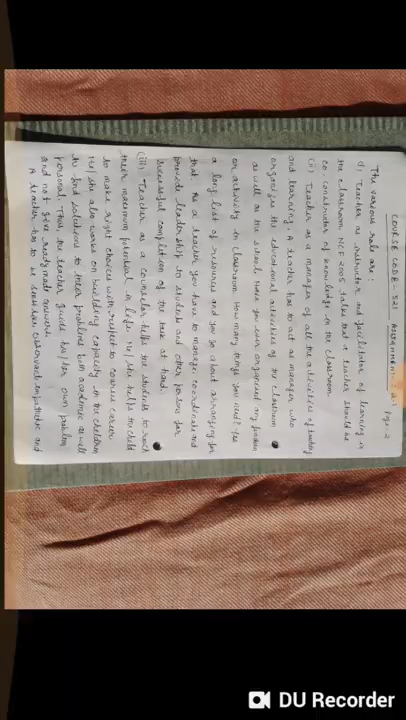 Page: 2
COURSE CODE: 521 ASSIGNMENT: A-1
The various role are:
(i) Teacher as instructor and facilitator of learning in
the classroom NCF 2005 talks that a teacher should be
co-constructor of knowledge in the classroom.
(ii) Teacher as a manager of all the activities of teaching
and learning. A teacher has to act as manager who
organizes the educational activities of the classroom
as well as the school. Have you ever organised any function
or activity in classroom. How many things you need? the
a long list of resources and you go about arranging for
that As a teacher you have to manage, coordinate and
provide leadership to students and other persons for
successful completion of the task at hand.
(iii) Teacher as a counselor helps the students to reach
their maximum potential in life. He/she helps the child
to make right choices with respect to course career
He/she also works on building capacity in the children
to find solutions to their problems both academic as well
personal. Thus, the teacher guide his/her own problem
and not give readymade answers.
A teacher has to be sensitive observant empathetic and
DU Recorder